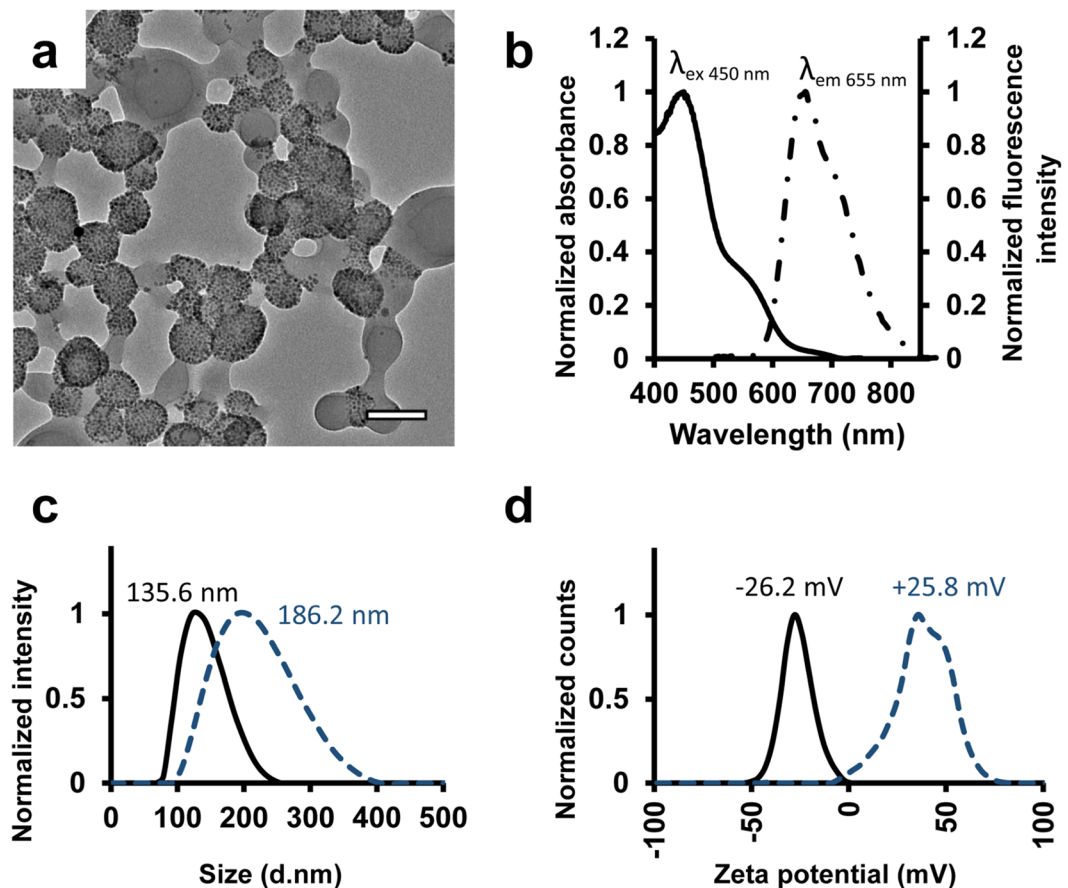 a
b
λex 450 nm
λem 655 nm
1.2
1
0.8
0.6
0.4
0.2
0
Normalized absorbance
1.2
1
0.8
0.6
0.4
0.2
0
Normalized fluorescence
intensity
400 500 600 700 800
Wavelength (nm)
c
135.6 nm
186.2 nm
1
0.5
0
Normalized intensity
0 100 200 300 400 500
Size (d.nm)
d
-26.2 mV
+25.8 mV
1
0.5
0
Normalized counts
-100 -50 0 50 100
Zeta potential (mV)